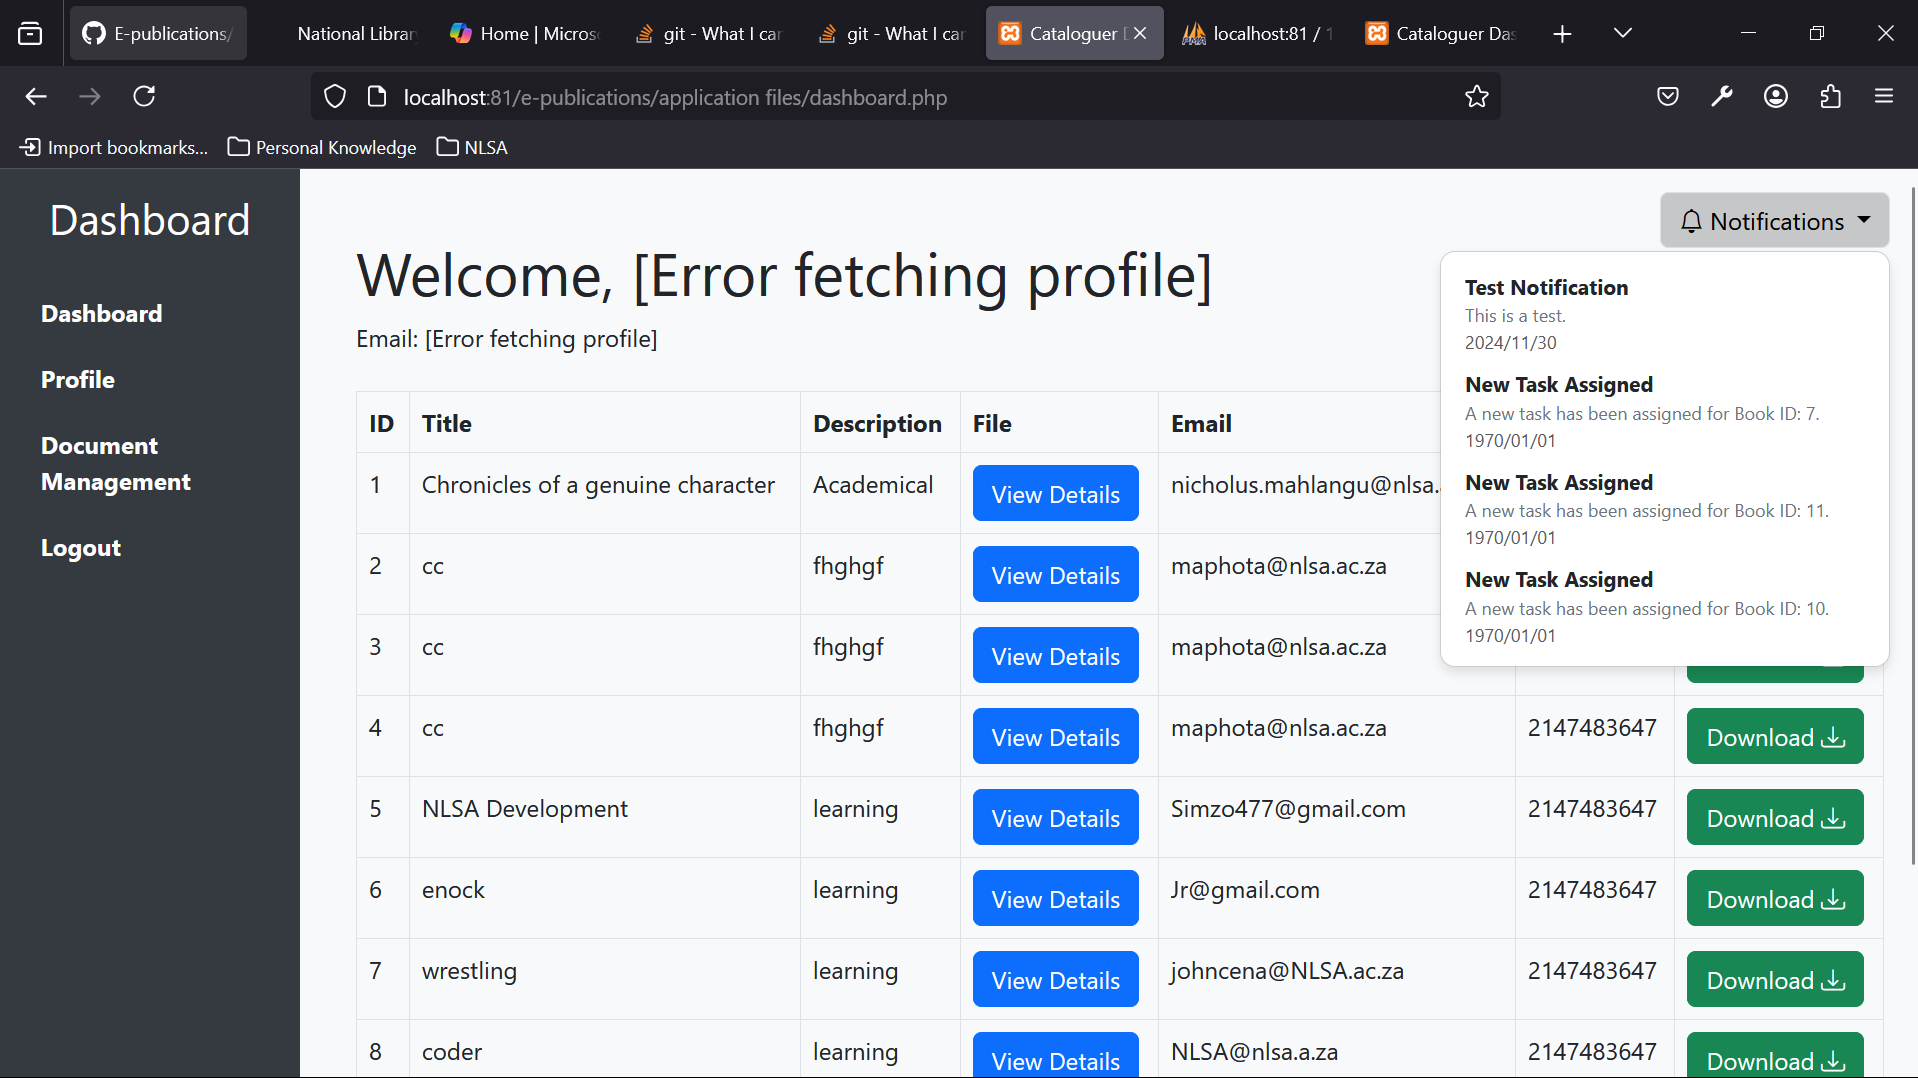 E-publications/
National Librar
Home | Micros
git - What I car
git - What I car
Cataloguer D
localhost:81 / 1
Cataloguer Das
localhost:81/e-publications/application files/dashboard.php
Import bookmarks...
Personal Knowledge
NLSA
Dashboard
Dashboard
Profile
Document
Management
Logout
Notifications
Welcome, [Error fetching profile]
Email: [Error fetching profile]
Test Notification
This is a test.
2024/11/30
New Task Assigned
A new task has been assigned for Book ID: 7.
1970/01/01
New Task Assigned
A new task has been assigned for Book ID: 11.
1970/01/01
New Task Assigned
A new task has been assigned for Book ID: 10.
1970/01/01
ID Title Description File Email
1 Chronicles of a genuine character Academical View Details nicholus.mahlangu@nlsa.
2 cc fhghgf View Details maphota@nlsa.ac.za
3 cc fhghgf View Details maphota@nlsa.ac.za
4 cc fhghgf View Details maphota@nlsa.ac.za 2147483647 Download
5 NLSA Development learning View Details Simzo477@gmail.com 2147483647 Download
6 enock learning View Details Jr@gmail.com 2147483647 Download
7 wrestling learning View Details johncena@NLSA.ac.za 2147483647 Download
8 coder learning View Details NLSA@nlsa.a.za 2147483647 Download